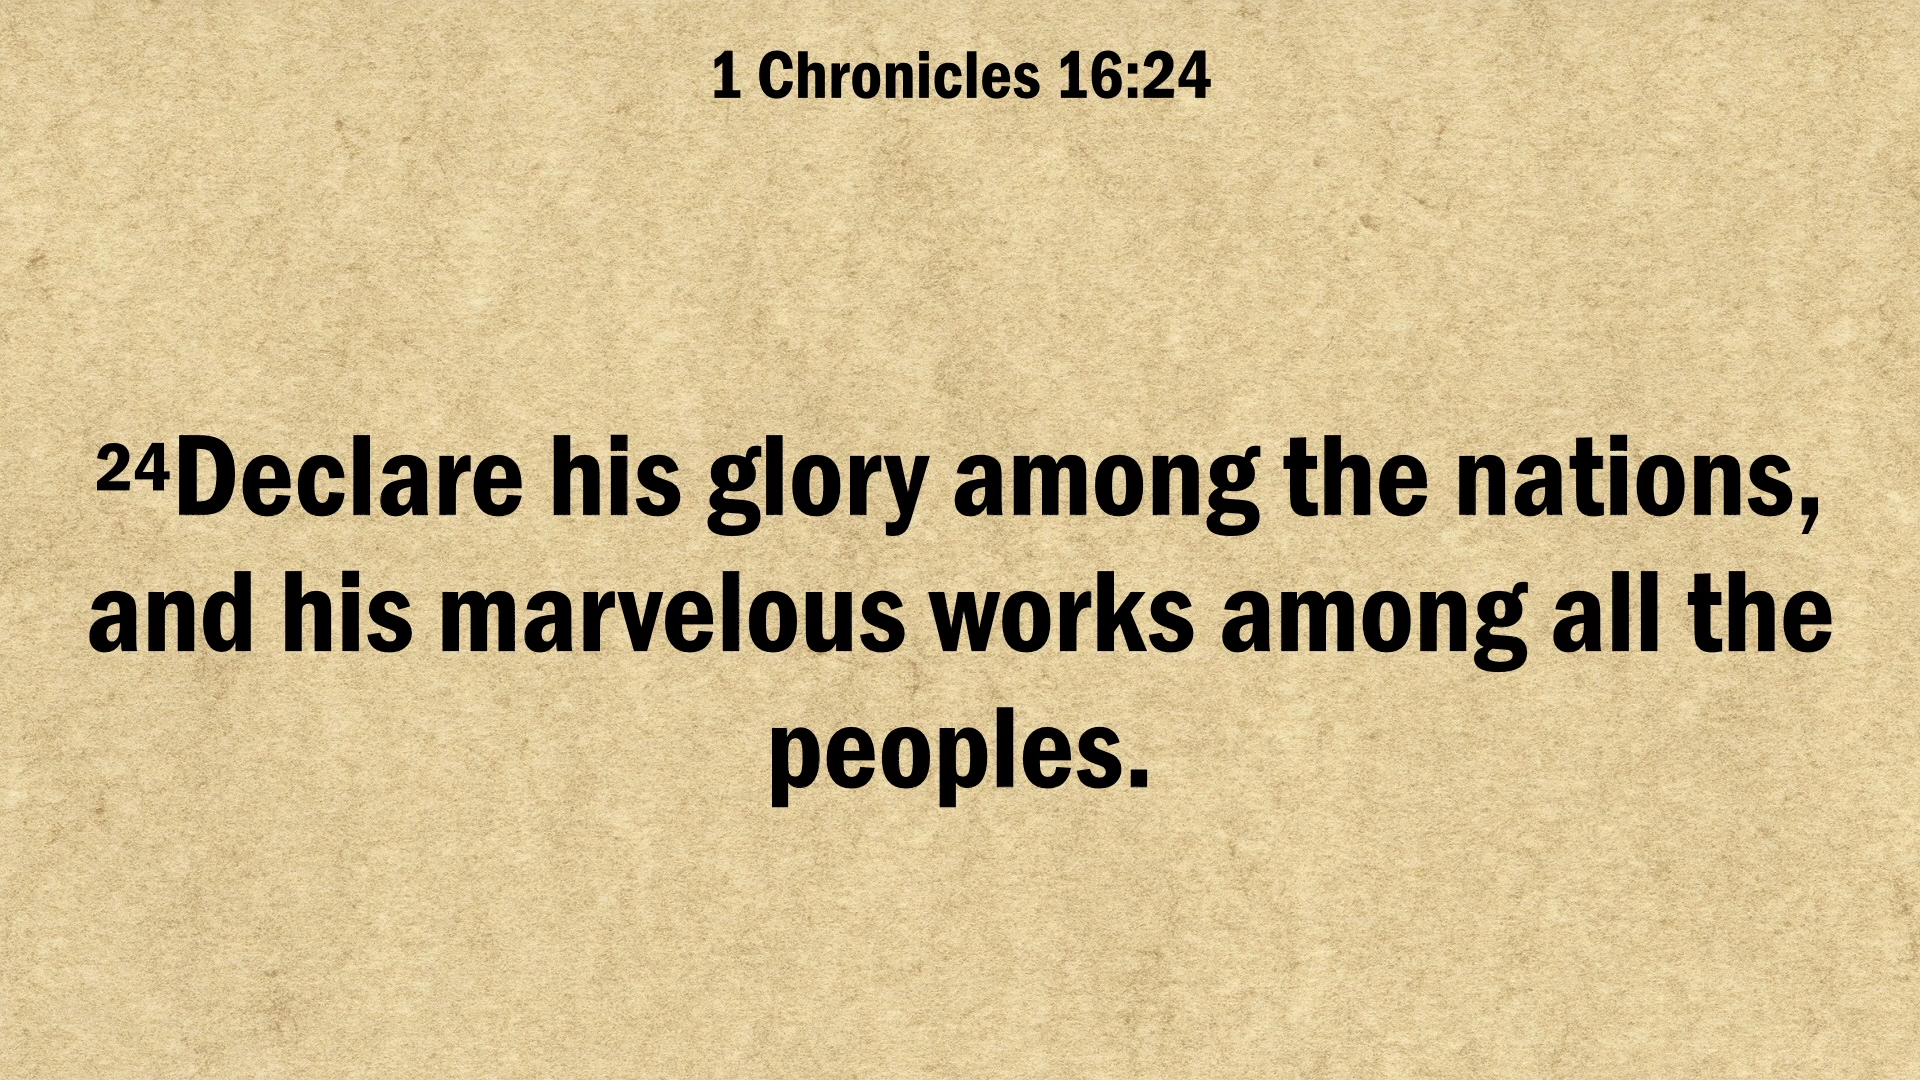 1 Chronicles 16:24
²⁴Declare his glory among the nations,
and his marvelous works among all the
peoples.